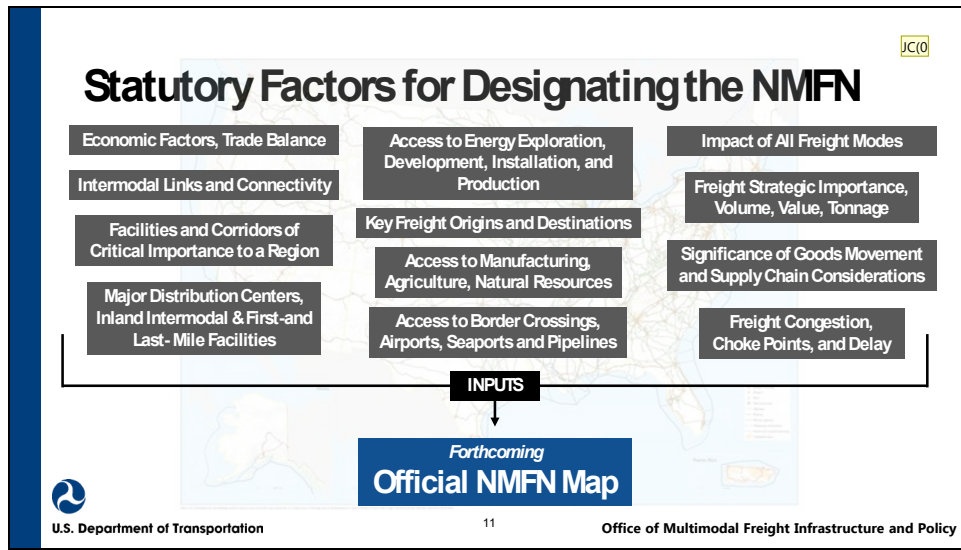 JC(0
Statutory Factors for Designating the NMFN
Economic Factors, Trade Balance
Intermodal Links and Connectivity
Facilities and Corridors of
Critical Importance to a Region
Major Distribution Centers,
Inland Intermodal & First-and
Last- Mile Facilities
Access to Energy Exploration,
Development, Installation, and
Production
Key Freight Origins and Destinations
Access to Manufacturing,
Agriculture, Natural Resources
Access to Border Crossings,
Airports, Seaports and Pipelines
Impact of All Freight Modes
Freight Strategic Importance,
Volume, Value, Tonnage
Significance of Goods Movement
and Supply Chain Considerations
Freight Congestion,
Choke Points, and Delay
INPUTS
Forthcoming
Official NMFN Map
U.S. Department of Transportation
11
Office of Multimodal Freight Infrastructure and Policy